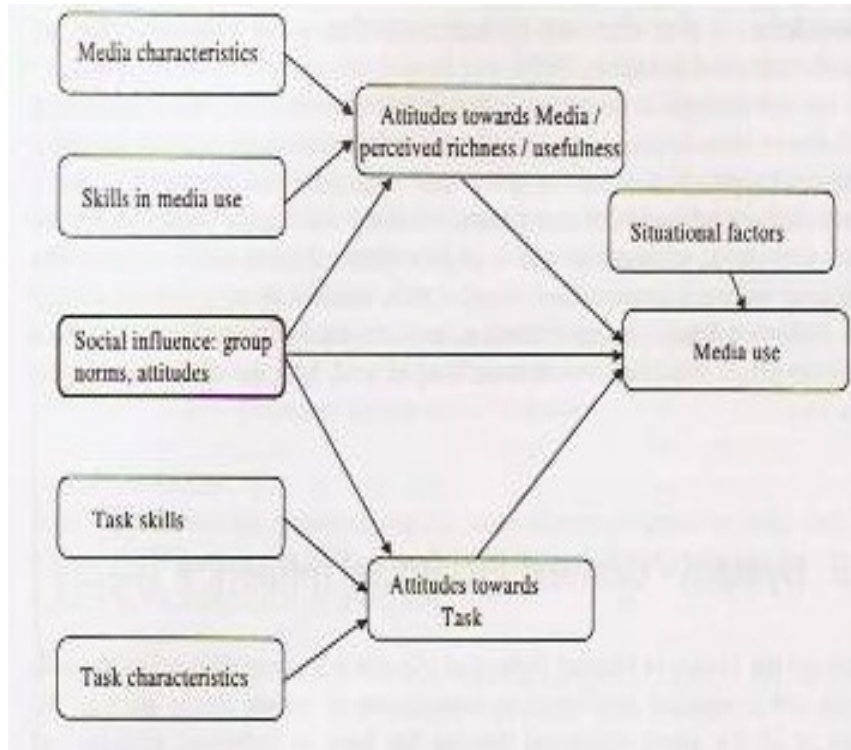 Media characteristics
Attitudes towards Media /
perceived richness / usefulness
Skills in media use
Situational factors
Social influence: group
norms, attitudes
Media use
Task skills
Attitudes towards
Task
Task characteristics